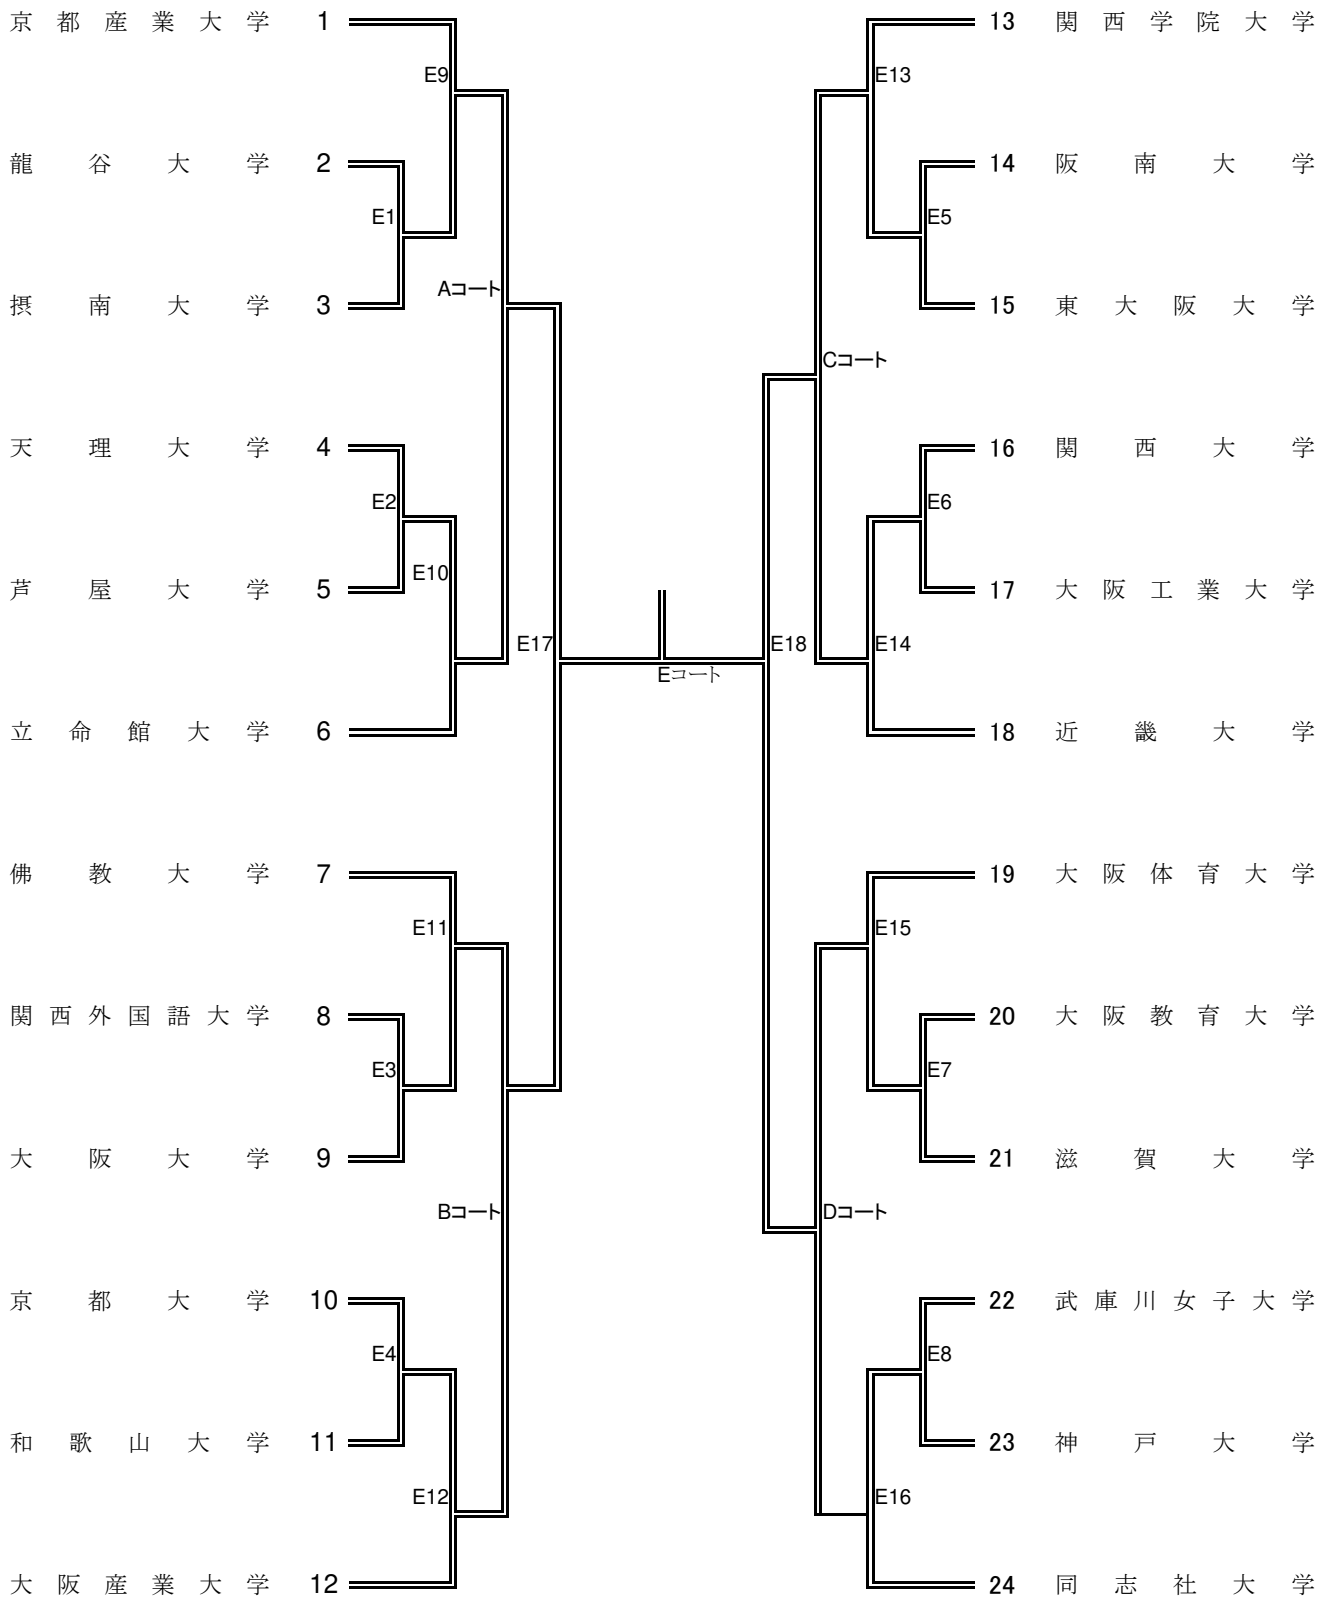 京都産業大学 1
E9
龍谷大学 2
E1
摂南大学 3
Aコート
天理大学 4
E2
芦屋大学 5
E10
E17
立命館大学 6
佛教大学 7
E11
関西外国語大学 8
E3
大阪大学 9
Bコート
京都大学 10
E4
和歌山大学 11
E12
大阪産業大学 12
Eコート
13 関西学院大学
E13
14 阪南大学
E5
15 東大阪大学
Cコート
16 関西大学
E6
17 大阪工業大学
E18
E14
18 近畿大学
19 大阪体育大学
E15
20 大阪教育大学
E7
21 滋賀大学
Dコート
22 武庫川女子大学
E8
23 神戸大学
E16
24 同志社大学